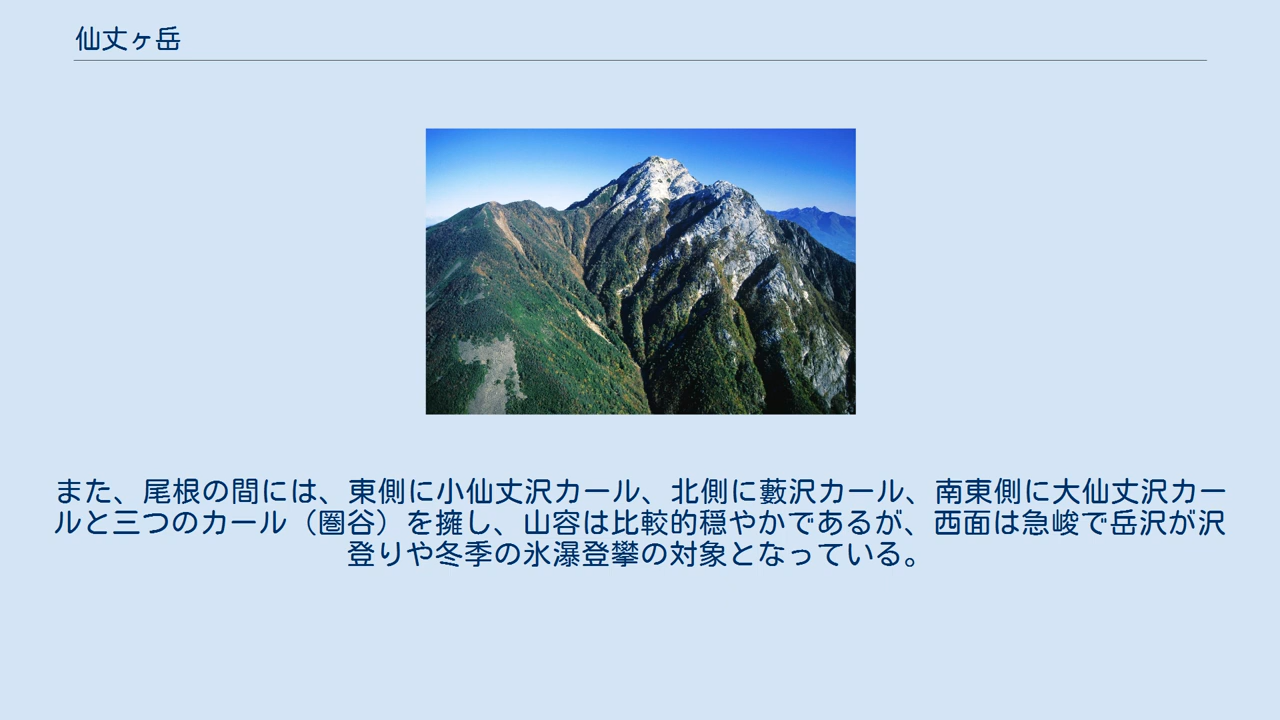 仙丈ヶ岳
また、尾根の間には、東側に小仙丈沢カール、北側に藪沢カール、南東側に大仙丈沢カー
ルと三つのカール（圏谷）を擁し、山容は比較的穏やかであるが、西面は急峻で岳沢が沢
登りや冬季の氷瀑登攀の対象となっている。